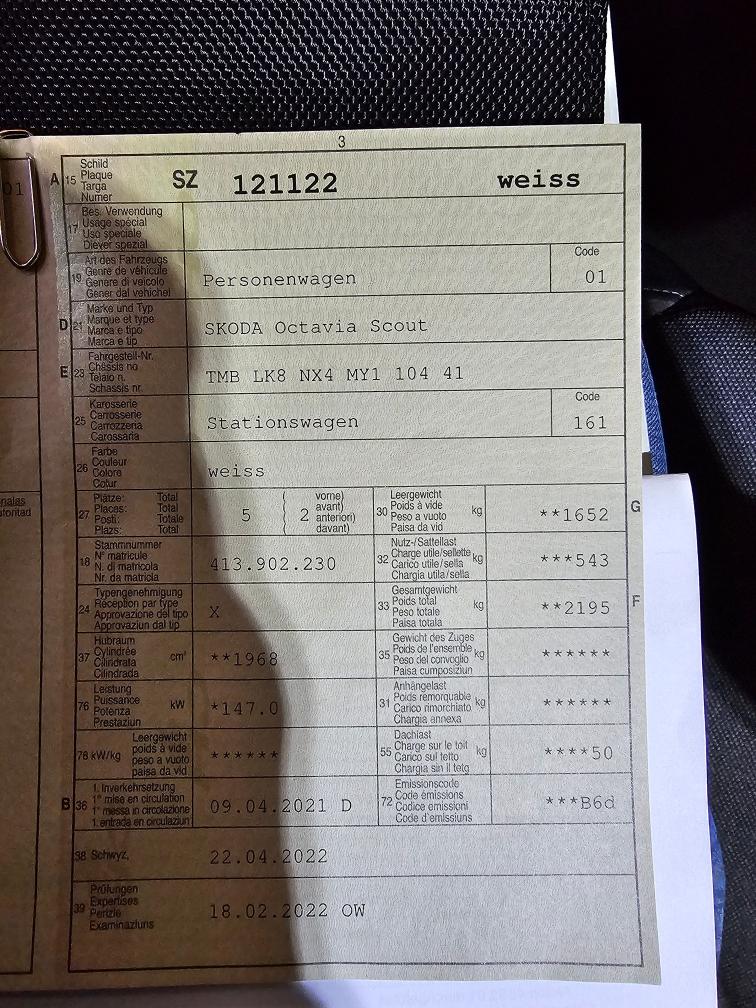 3
01
A 15 Schild
Plaque
Targa
Numer
SZ 121122 weiss
17 Bes. Verwendung
Usage spécial
Uso speciale
Diever spezial
19 Art des Fahrzeugs
Genre de véhicule
Genere di veicolo
Gener dal vehichel
Personenwagen
Code
01
D 21 Marke und Typ
Marque et type
Marca e tipo
Marca e tip
SKODA Octavia Scout
E 23 Fahrgestell-Nr.
Châssis no
Telaio n.
Schassis nr.
TMB LK8 NX4 MY1 104 41
25 Karosserie
Carrosserie
Carrozzeria
Carossaria
Stationswagen
Code
161
26 Farbe
Couleur
Colore
Colur
weiss
27 Plätze: Total
Places: Total
Posti: Totale
Plazs: Total
5 ( 2 vorne)
avant)
anteriori)
davant)
30 Leergewicht
Poids à vide
Peso a vuoto
Paisa da vid
kg
**1652
G
18 Stammnummer
N° matricule
N. di matricola
Nr. da matricla
413.902.230
32 Nutz-/Sattellast
Charge utile/sellette
Carico utile/sella
Chargia utila/sella
kg
***543
24 Typengenehmigung
Réception par type
Approvazione del tipo
Approvaziun dal tip
X
33 Gesamtgewicht
Poids total
Peso totale
Paisa totala
kg
**2195
F
37 Hubraum
Cylindrée
Cilindrata
Cilindrada
cm³
**1968
35 Gewicht des Zuges
Poids de l'ensemble
Peso del convoglio
Paisa cumposiziun
kg
******
76 Leistung
Puissance
Potenza
Prestaziun
kW
*147.0
31 Anhängelast
Poids remorquable
Carico rimorchiato
Chargia annexa
kg
******
78 kW/kg
Leergewicht
poids à vide
peso a vuoto
paisa da vid
******
55 Dachlast
Charge sur le toit
Carico sul tetto
Chargia sin il tetg
kg
****50
B 36 1. Inverkehrsetzung
1re mise en circulation
1a messa in circolazione
1. entrada en circulaziun
09.04.2021 D
72 Emissionscode
Code émissions
Codice emissioni
Code d'emissiuns
***B6d
38 Schwyz,
22.04.2022
39 Prüfungen
Expertises
Perizie
Examinaziuns
18.02.2022 OW